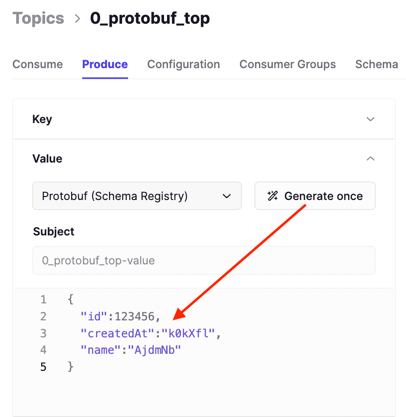 Topics > 0_protobuf_top
Consume Produce Configuration Consumer Groups Schema
Key
Value
Protobuf (Schema Registry) Generate once
Subject
0_protobuf_top-value
1 {
2 "id":123456,
3 "createdAt":"k0kXfl",
4 "name":"AjdmNb"
5 }